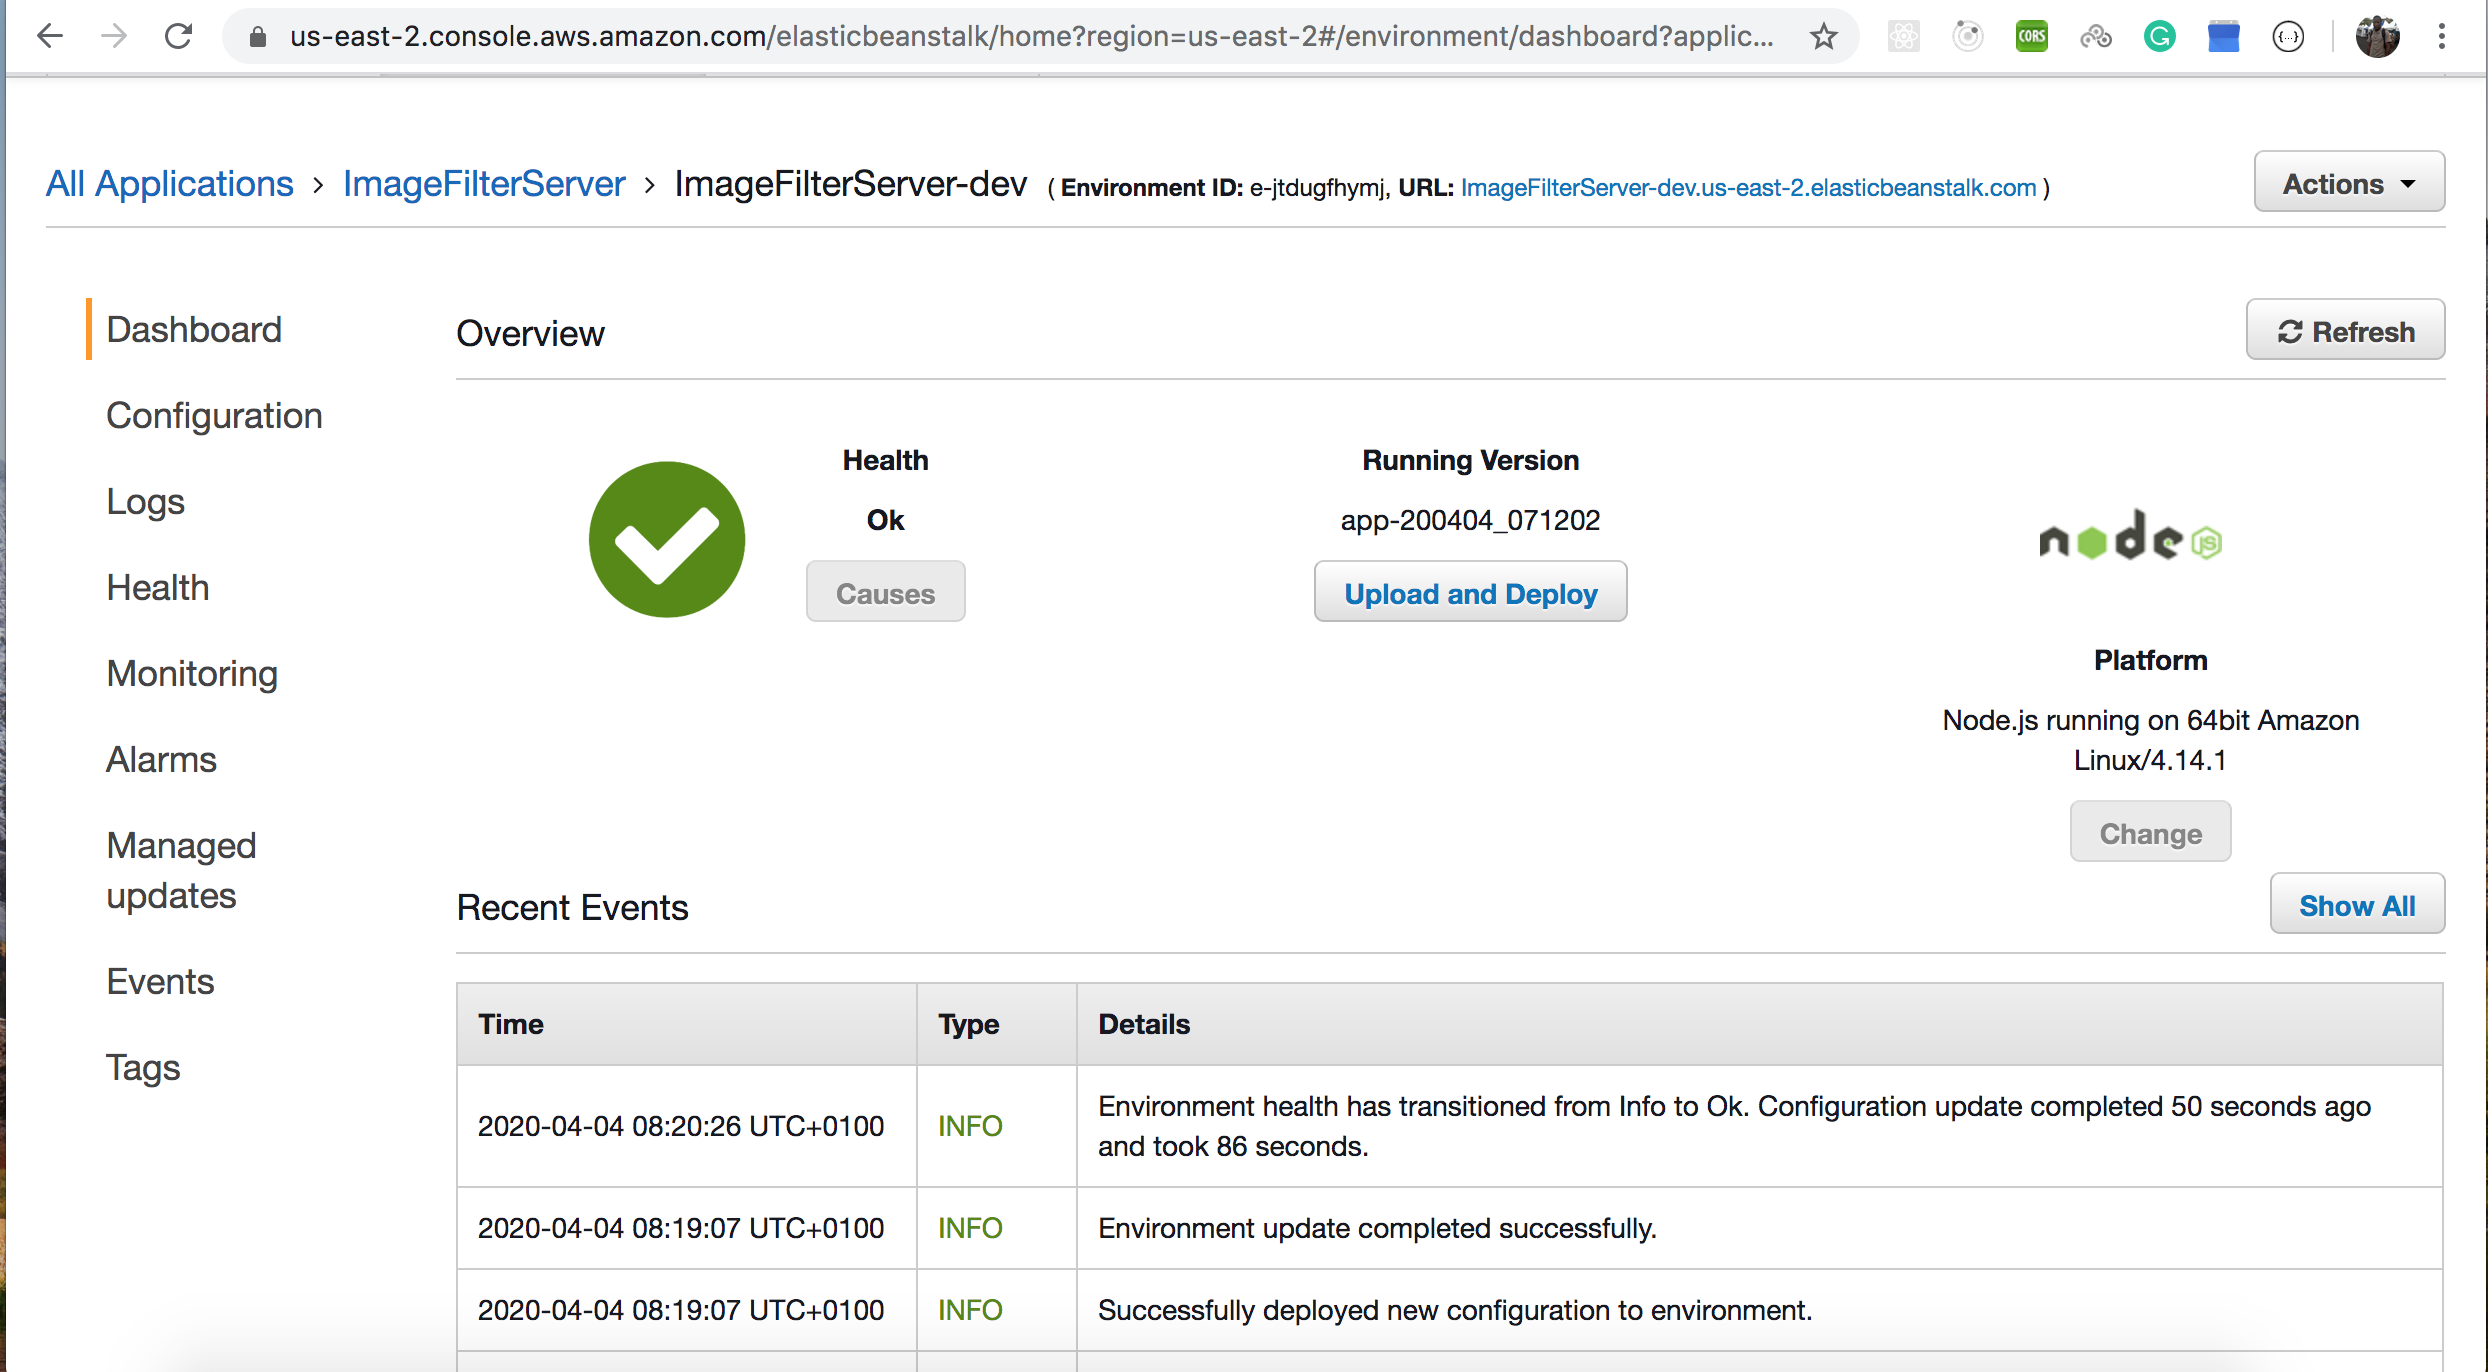 us-east-2.console.aws.amazon.com/elasticbeanstalk/home?region=us-east-2#/environment/dashboard?applic...
CORS
G
{...}
All Applications › ImageFilterServer › ImageFilterServer-dev ( Environment ID: e-jtdugfhymj, URL: ImageFilterServer-dev.us-east-2.elasticbeanstalk.com )
Actions
Dashboard
Configuration
Logs
Health
Monitoring
Alarms
Managed
updates
Events
Tags
Overview
Refresh
Health
Ok
Causes
Running Version
app-200404_071202
Upload and Deploy
node JS
Platform
Node.js running on 64bit Amazon
Linux/4.14.1
Change
Recent Events
Show All
Time Type Details
2020-04-04 08:20:26 UTC+0100 INFO Environment health has transitioned from Info to Ok. Configuration update completed 50 seconds ago
and took 86 seconds.
2020-04-04 08:19:07 UTC+0100 INFO Environment update completed successfully.
2020-04-04 08:19:07 UTC+0100 INFO Successfully deployed new configuration to environment.